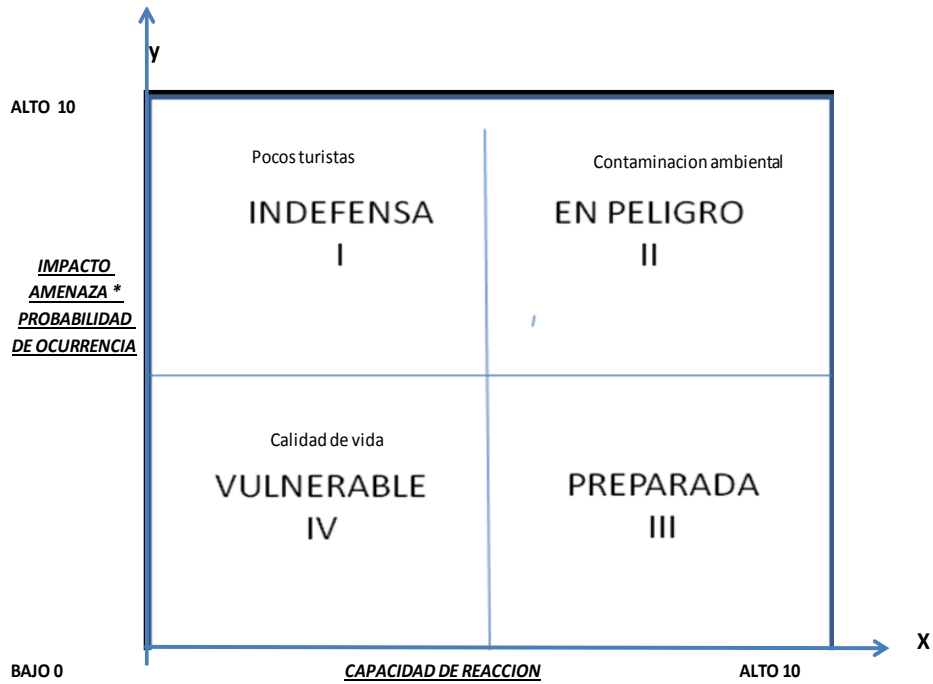 y
ALTO 10
Pocos turistas
Contaminacion ambiental
INDEFENSA
I
EN PELIGRO
II
IMPACTO
AMENAZA *
PROBABILIDAD
DE OCURRENCIA
Calidad de vida
VULNERABLE
IV
PREPARADA
III
X
BAJO 0
CAPACIDAD DE REACCION
ALTO 10